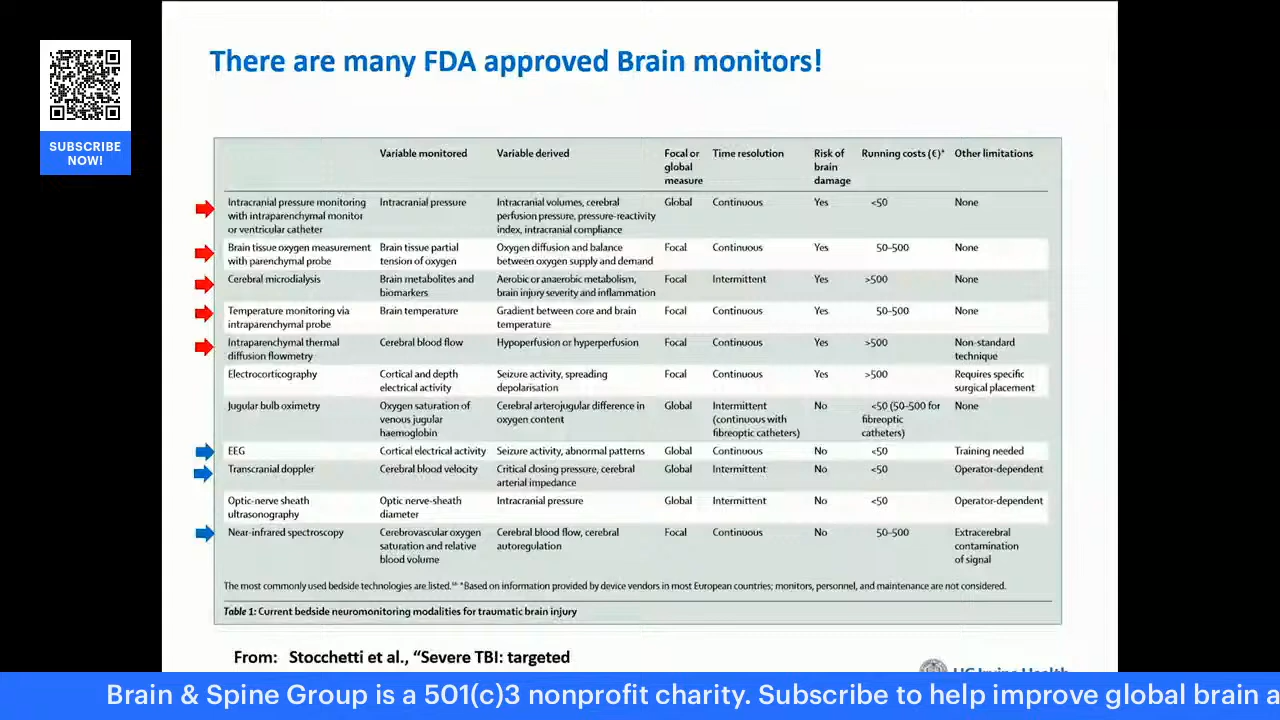 There are many FDA approved Brain monitors!
SUBSCRIBE
NOW!
Variable monitored Variable derived Focal or global measure Time resolution Risk of brain damage Running costs (€)* Other limitations
Intracranial pressure monitoring with intraparenchymal monitor or ventricular catheter Intracranial pressure Intracranial volumes, cerebral perfusion pressure, pressure-reactivity index, intracranial compliance Global Continuous Yes <50 None
Brain tissue oxygen measurement with parenchymal probe Brain tissue partial tension of oxygen Oxygen diffusion and balance between oxygen supply and demand Focal Continuous Yes 50–500 None
Cerebral microdialysis Brain metabolites and biomarkers Aerobic or anaerobic metabolism, brain injury severity and inflammation Focal Intermittent Yes >500 None
Temperature monitoring via intraparenchymal probe Brain temperature Gradient between core and brain temperature Focal Continuous Yes 50–500 None
Intraparenchymal thermal diffusion flowmetry Cerebral blood flow Hypoperfusion or hyperperfusion Focal Continuous Yes >500 Non-standard technique
Electrocorticography Cortical and depth electrical activity Seizure activity, spreading depolarisation Focal Continuous Yes >500 Requires specific surgical placement
Jugular bulb oximetry Oxygen saturation of venous jugular haemoglobin Cerebral arterojugular difference in oxygen content Global Intermittent (continuous with fibreoptic catheters) No <50 (50–500 for fibreoptic catheters) None
EEG Cortical electrical activity Seizure activity, abnormal patterns Global Continuous No <50 Training needed
Transcranial doppler Cerebral blood velocity Critical closing pressure, cerebral arterial impedance Global Intermittent No <50 Operator-dependent
Optic-nerve sheath ultrasonography Optic nerve-sheath diameter Intracranial pressure Global Intermittent No <50 Operator-dependent
Near-infrared spectroscopy Cerebrovascular oxygen saturation and relative blood volume Cerebral blood flow, cerebral autoregulation Focal Continuous No 50–500 Extracerebral contamination of signal
The most commonly used bedside technologies are listed. *Based on information provided by device vendors in most European countries; monitors, personnel, and maintenance are not considered.
Table 1: Current bedside neuromonitoring modalities for traumatic brain injury
From: Stocchetti et al., “Severe TBI: targeted
UC Irvine Health
Brain & Spine Group is a 501(c)3 nonprofit charity. Subscribe to help improve global brain a